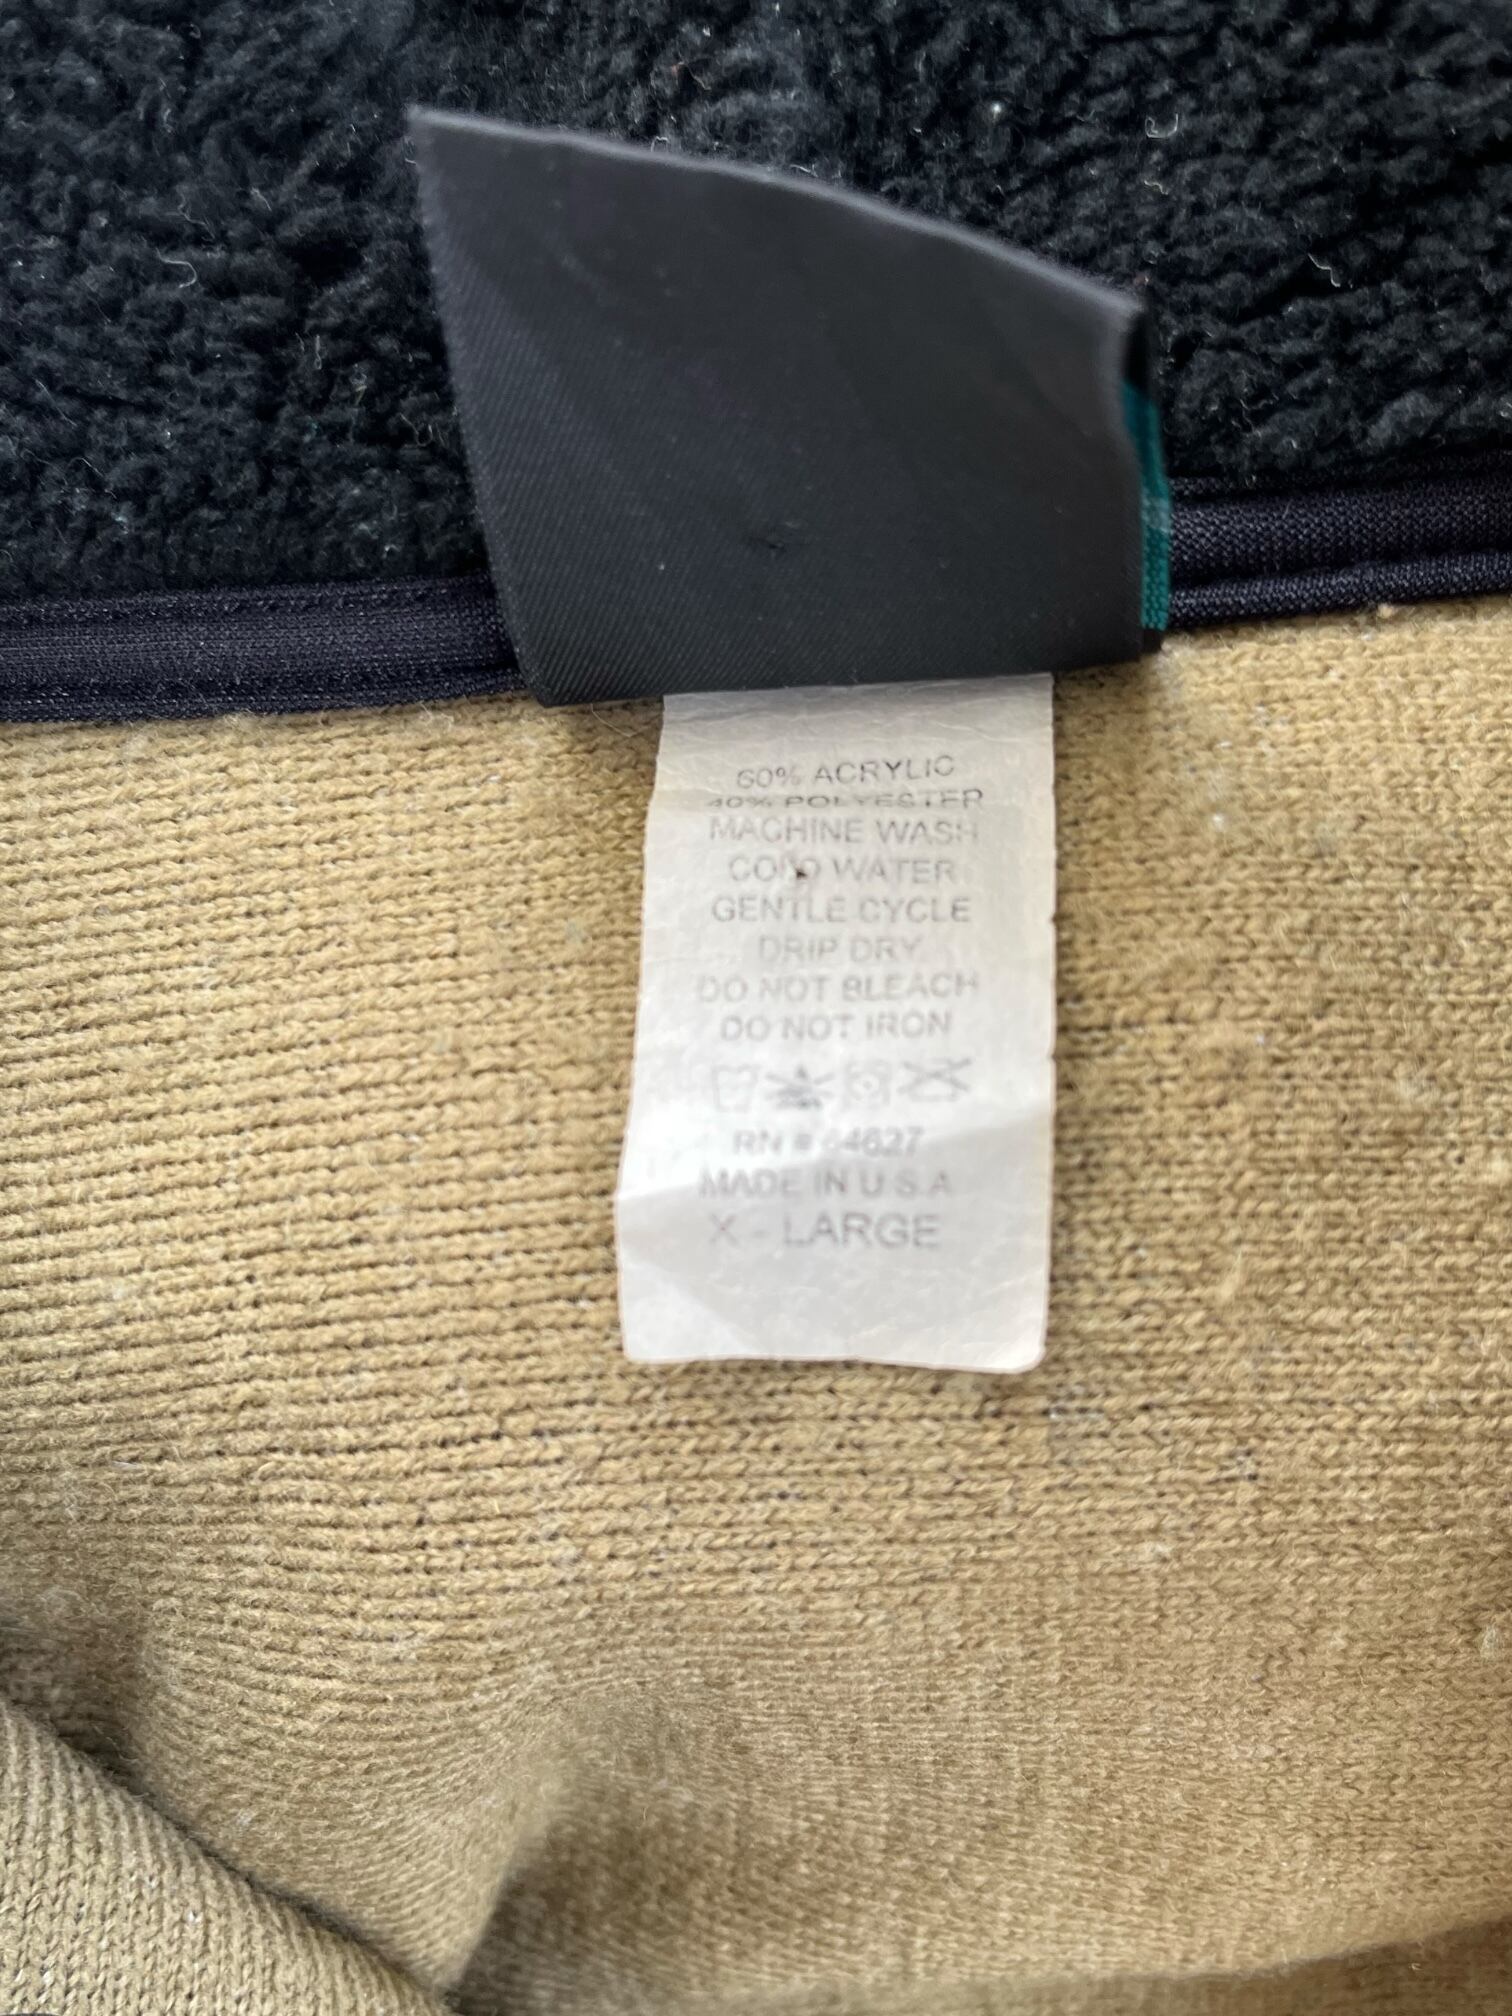 60% ACRYLIC
40% POLYESTER
MACHINE WASH
COLD WATER
GENTLE CYCLE
DRIP DRY
DO NOT BLEACH
DO NOT IRON
RN #
MADE IN U S A
X - LARGE